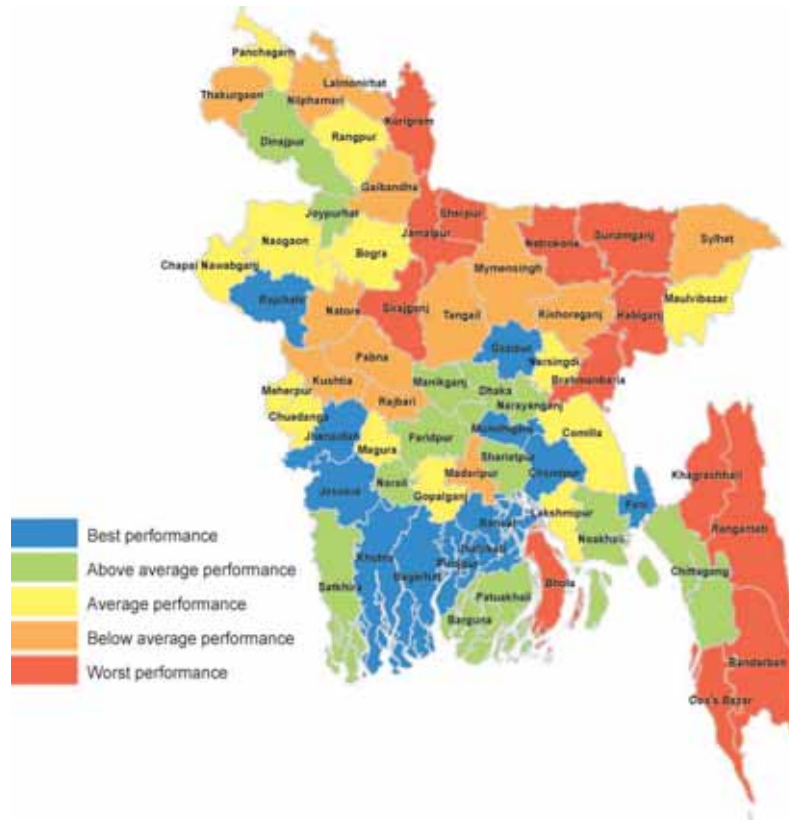 Panchagarh
Lalmonirhat
Thakurgaon
Nilphamari
Kurigram
Dinajpur
Rangpur
Gaibandha
Joypurhat
Sherpur
Jamalpur
Netrokona
Sunamganj
Sylhet
Naogaon
Bogra
Mymensingh
Chapai Nawabganj
Maulvibazar
Rajshahi
Natore
Sirajganj
Tangail
Kishoreganj
Habiganj
Gazipur
Pabna
Narsingdi
Manikganj
Dhaka
Brahmanbaria
Kushtia
Meherpur
Rajbari
Narayanganj
Chuadanga
Jhenaidah
Magura
Faridpur
Munshiganj
Comilla
Shariatpur
Madaripur
Chandpur
Khagrachhari
Narail
Jessore
Gopalganj
Feni
Lakshmipur
Barisal
Rangamati
Noakhali
Khulna
Jhalokati
Pirojpur
Bagerhat
Satkhira
Bhola
Chittagong
Patuakhali
Barguna
Bandarban
Cox's Bazar
Best performance
Above average performance
Average performance
Below average performance
Worst performance